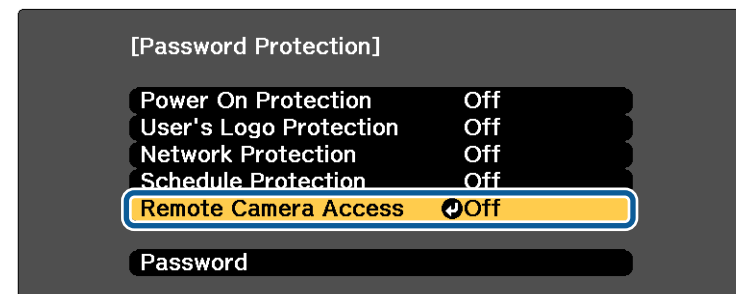 [Password Protection]
Power On Protection Off
User's Logo Protection Off
Network Protection Off
Schedule Protection Off
Remote Camera Access Off
Password